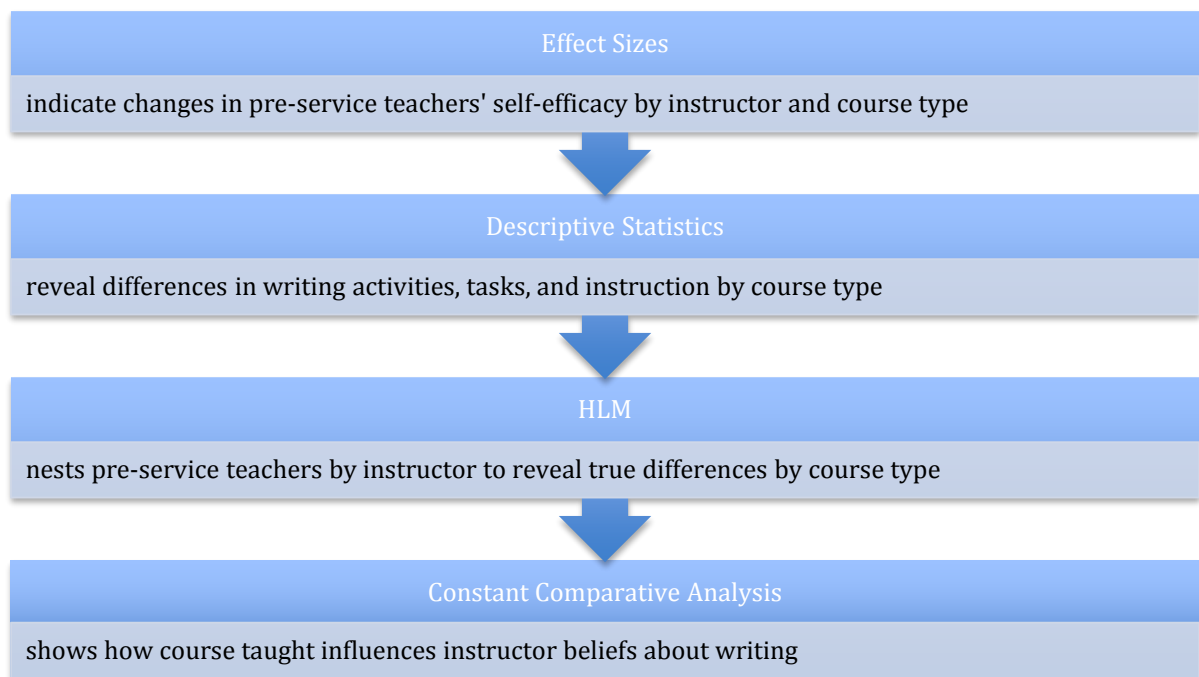 Effect Sizes
indicate changes in pre-service teachers' self-efficacy by instructor and course type
Descriptive Statistics
reveal differences in writing activities, tasks, and instruction by course type
HLM
nests pre-service teachers by instructor to reveal true differences by course type
Constant Comparative Analysis
shows how course taught influences instructor beliefs about writing